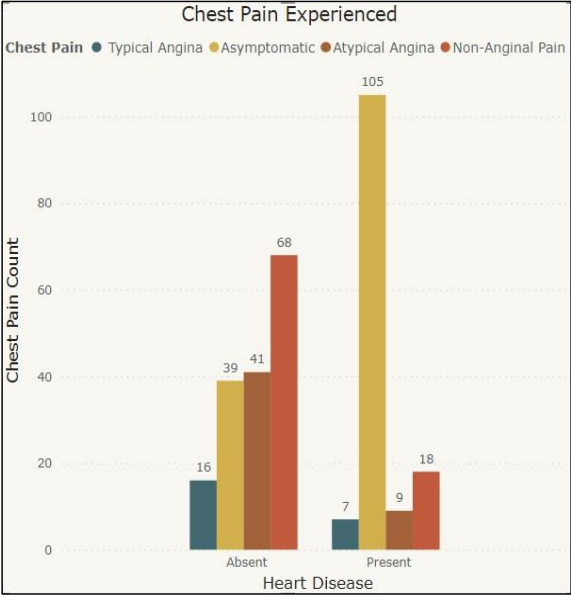 Chest Pain Experienced
Chest Pain Typical Angina Asymptomatic Atypical Angina Non-Anginal Pain
105
100
80
68
Chest Pain Count
60
39 41
40
20
16
18
7
9
0
Absent Present
Heart Disease